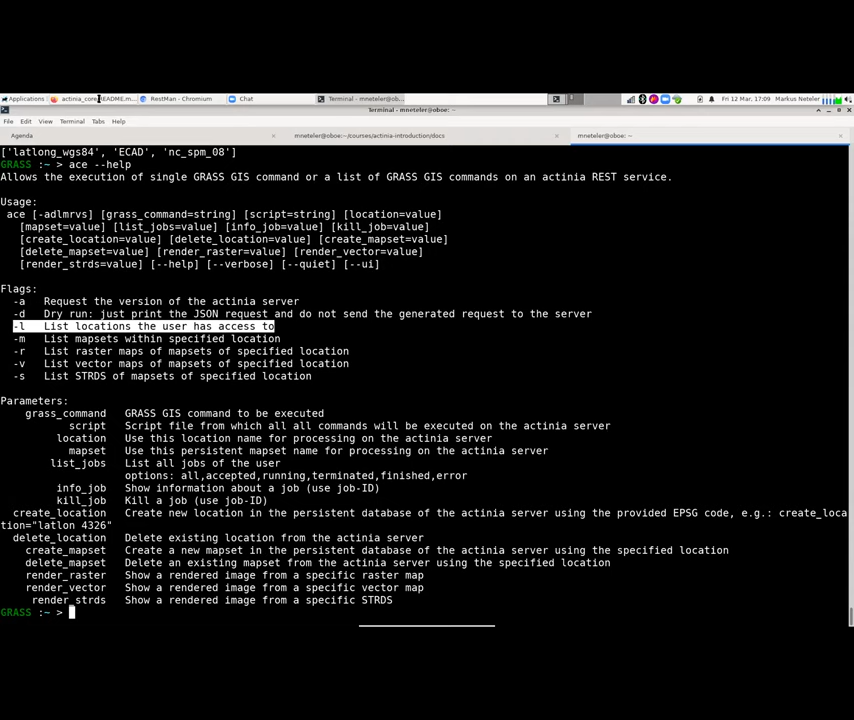 Applications
actinia_core README.m...
RestMan - Chromium
Chat
Terminal - mneteler@ob...
Fri 12 Mar, 17:09
Markus Neteler
Terminal - mneteler@oboe: ~
File Edit View Terminal Tabs Help
Agenda
mneteler@oboe:~/courses/actinia-introduction/docs
mneteler@oboe: ~
['latlong_wgs84', 'ECAD', 'nc_spm_08']
GRASS :~ > ace --help
Allows the execution of single GRASS GIS command or a list of GRASS GIS commands on an actinia REST service.
Usage:
ace [-adlmrvs] [grass_command=string] [script=string] [location=value]
[mapset=value] [list_jobs=value] [info_job=value] [kill_job=value]
[create_location=value] [delete_location=value] [create_mapset=value]
[delete_mapset=value] [render_raster=value] [render_vector=value]
[render_strds=value] [--help] [--verbose] [--quiet] [--ui]
Flags:
-a Request the version of the actinia server
-d Dry run: just print the JSON request and do not send the generated request to the server
-l List locations the user has access to
-m List mapsets within specified location
-r List raster maps of mapsets of specified location
-v List vector maps of mapsets of specified location
-s List STRDS of mapsets of specified location
Parameters:
grass_command GRASS GIS command to be executed
script Script file from which all all commands will be executed on the actinia server
location Use this location name for processing on the actinia server
mapset Use this persistent mapset name for processing on the actinia server
list_jobs List all jobs of the user
options: all,accepted,running,terminated,finished,error
info_job Show information about a job (use job-ID)
kill_job Kill a job (use job-ID)
create_location Create new location in the persistent database of the actinia server using the provided EPSG code, e.g.: create_loca
tion="latlon 4326"
delete_location Delete existing location from the actinia server
create_mapset Create a new mapset in the persistent database of the actinia server using the specified location
delete_mapset Delete an existing mapset from the actinia server using the specified location
render_raster Show a rendered image from a specific raster map
render_vector Show a rendered image from a specific vector map
render_strds Show a rendered image from a specific STRDS
GRASS :~ >